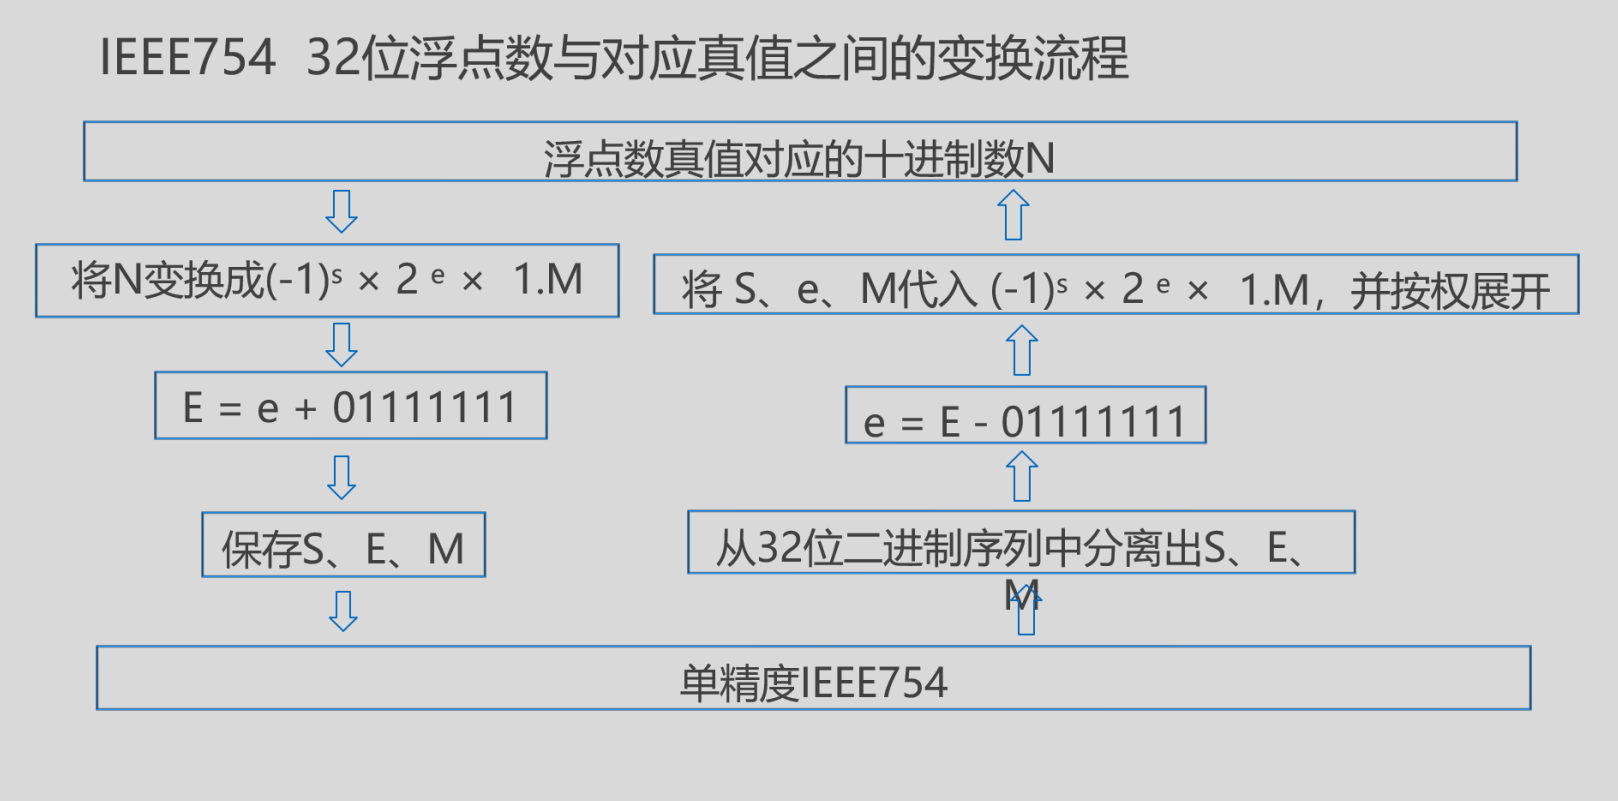 IEEE754 32位浮点数与对应真值之间的变换流程
浮点数真值对应的十进制数N
将N变换成(-1)ˢ × 2 ᵉ × 1.M
将 S、e、M代入 (-1)ˢ × 2 ᵉ × 1.M，并按权展开
E = e + 01111111
e = E - 01111111
保存S、E、M
从32位二进制序列中分离出S、E、
M
单精度IEEE754